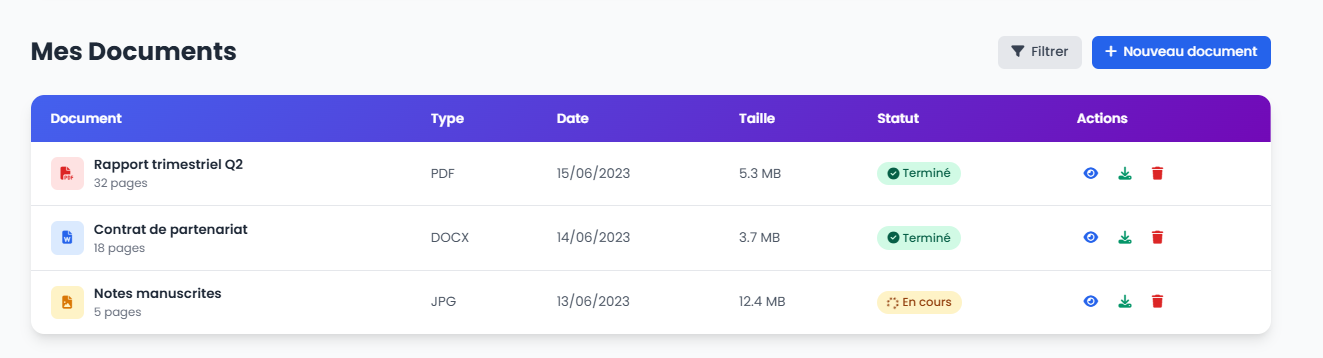 Mes Documents
Filtrer
Nouveau document
Document Type Date Taille Statut Actions
Rapport trimestriel Q2
32 pages
PDF 15/06/2023 5.3 MB Terminé
Contrat de partenariat
18 pages
DOCX 14/06/2023 3.7 MB Terminé
Notes manuscrites
5 pages
JPG 13/06/2023 12.4 MB En cours